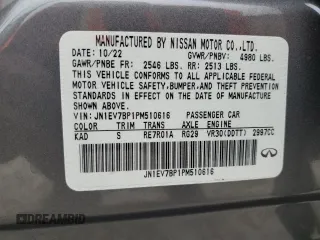 MANUFACTURED BY NISSAN MOTOR CO.,LTD.
DATE: 10/22 GVWR/PNBV: 4980 LBS.
GAWR/PNBE FR: 2546 LBS. RR: 2513 LBS.
THIS VEHICLE CONFORMS TO ALL APPLICABLE
FEDERAL MOTOR VEHICLE SAFETY,BUMPER,AND THEFT
PREVENTION STANDARDS IN EFFECT ON THE DATE OF
MANUFACTURE SHOWN ABOVE.
VIN: JN1EV7BP1PM510616 PASSENGER CAR
COLOR TRIM TRANS AXLE ENGINE
KAD S RE7R01A RG29 VR30(DDTT) 2997CC
JN1EV7BP1PM510616
INFINITI
AUTOBIDMASTER